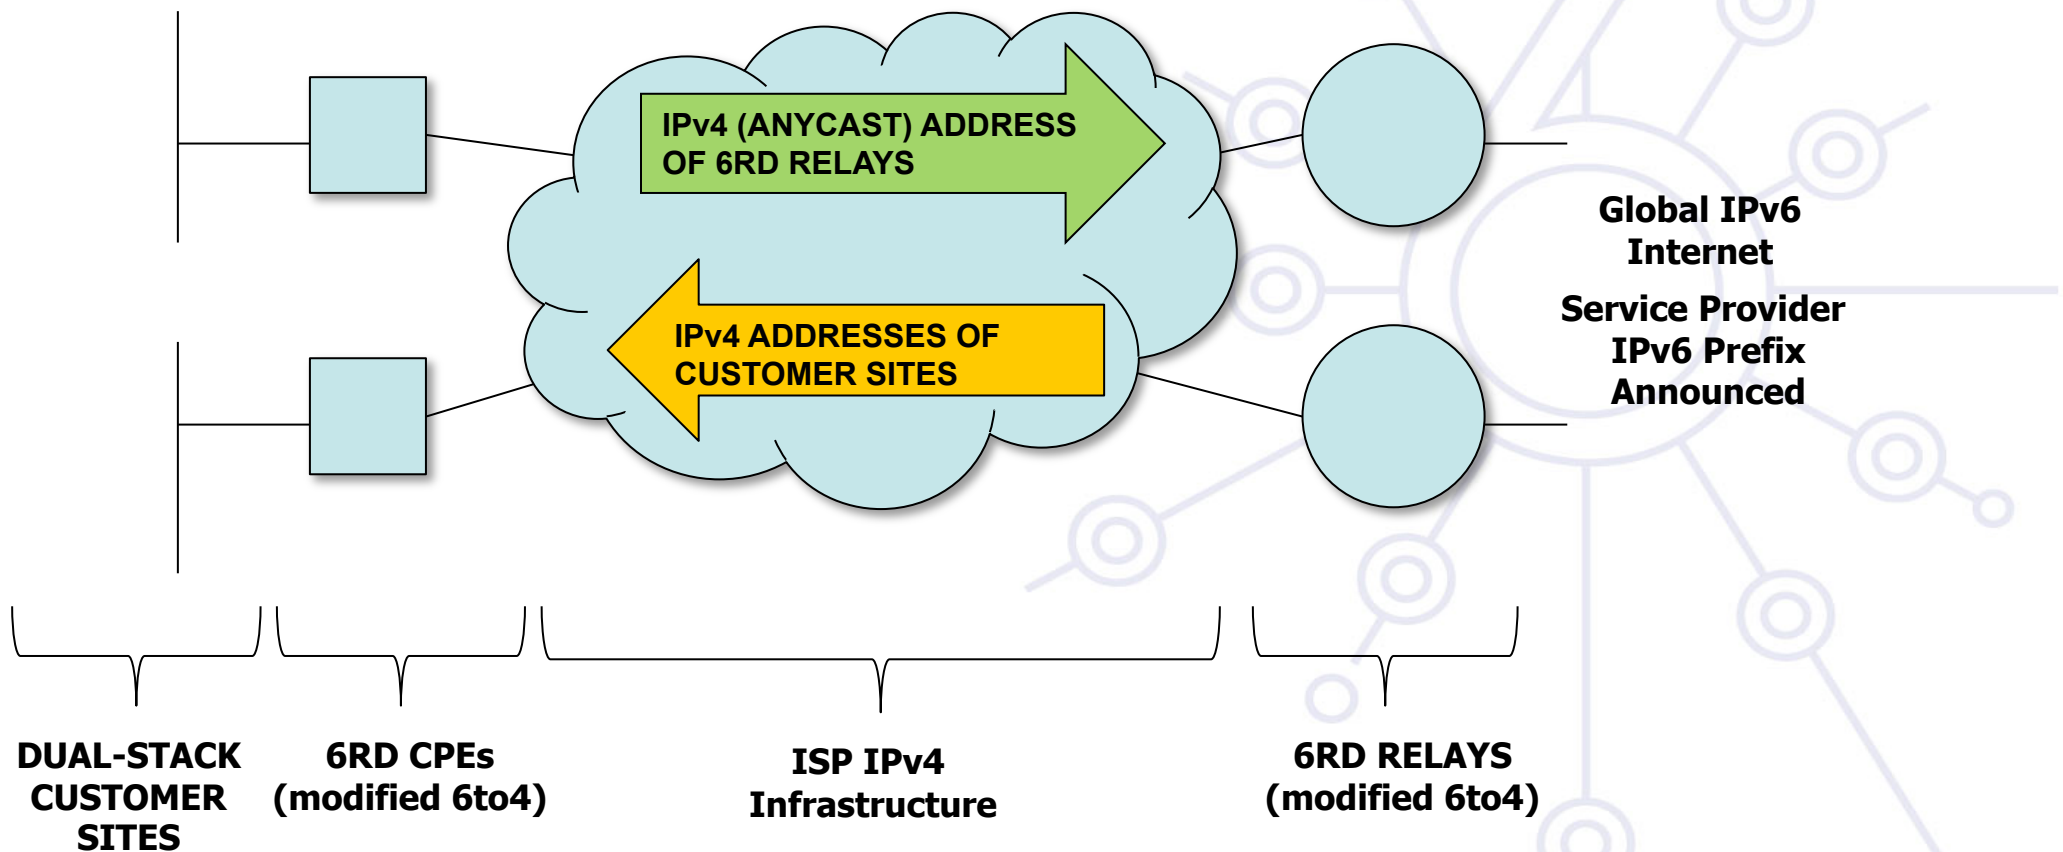 IPv4 (ANYCAST) ADDRESS
OF 6RD RELAYS
IPv4 ADDRESSES OF
CUSTOMER SITES
Global IPv6
Internet
Service Provider
IPv6 Prefix
Announced
DUAL-STACK
CUSTOMER
SITES
6RD CPEs
(modified 6to4)
ISP IPv4
Infrastructure
6RD RELAYS
(modified 6to4)